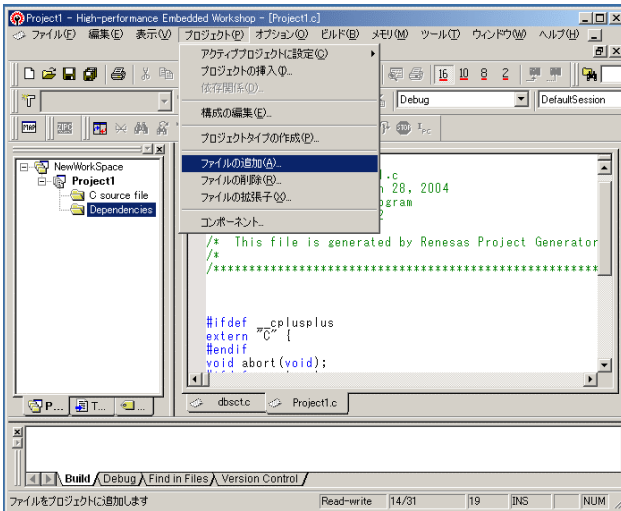 Project1 - High-performance Embedded Workshop - [Project1.c]
ファイル(F) 編集(E) 表示(V) プロジェクト(P) オプション(O) ビルド(B) メモリ(M) ツール(T) ウィンドウ(W) ヘルプ(H)
アクティブプロジェクトに設定(C)
プロジェクトの挿入(I)...
依存関係(D)...
構成の編集(E)...
プロジェクトタイプの作成(P)...
ファイルの追加(A)...
ファイルの削除(R)...
ファイルの拡張子(X)...
コンポーネント...
16 10 8 2
Debug
DefaultSession
NewWorkSpace
Project1
C source file
Dependencies
.c
28, 2004
ogram
/* This file is generated by Renesas Project Generator
/*
/****************************************************
#ifdef __cplusplus
extern "C" {
#endif
void abort(void);
P... T... ...
dbsct.c Project1.c
Build Debug Find in Files Version Control
ファイルをプロジェクトに追加します Read-write 14/31 19 INS NUM